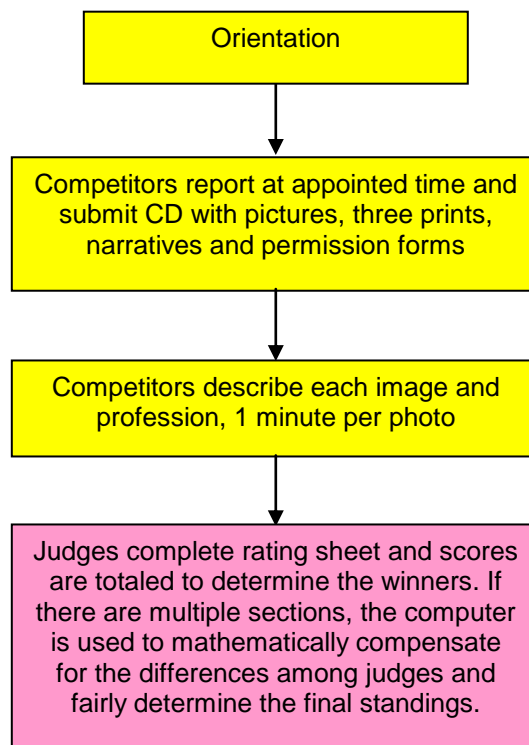 Orientation
Competitors report at appointed time and
submit CD with pictures, three prints,
narratives and permission forms
Competitors describe each image and
profession, 1 minute per photo
Judges complete rating sheet and scores
are totaled to determine the winners. If
there are multiple sections, the computer
is used to mathematically compensate
for the differences among judges and
fairly determine the final standings.